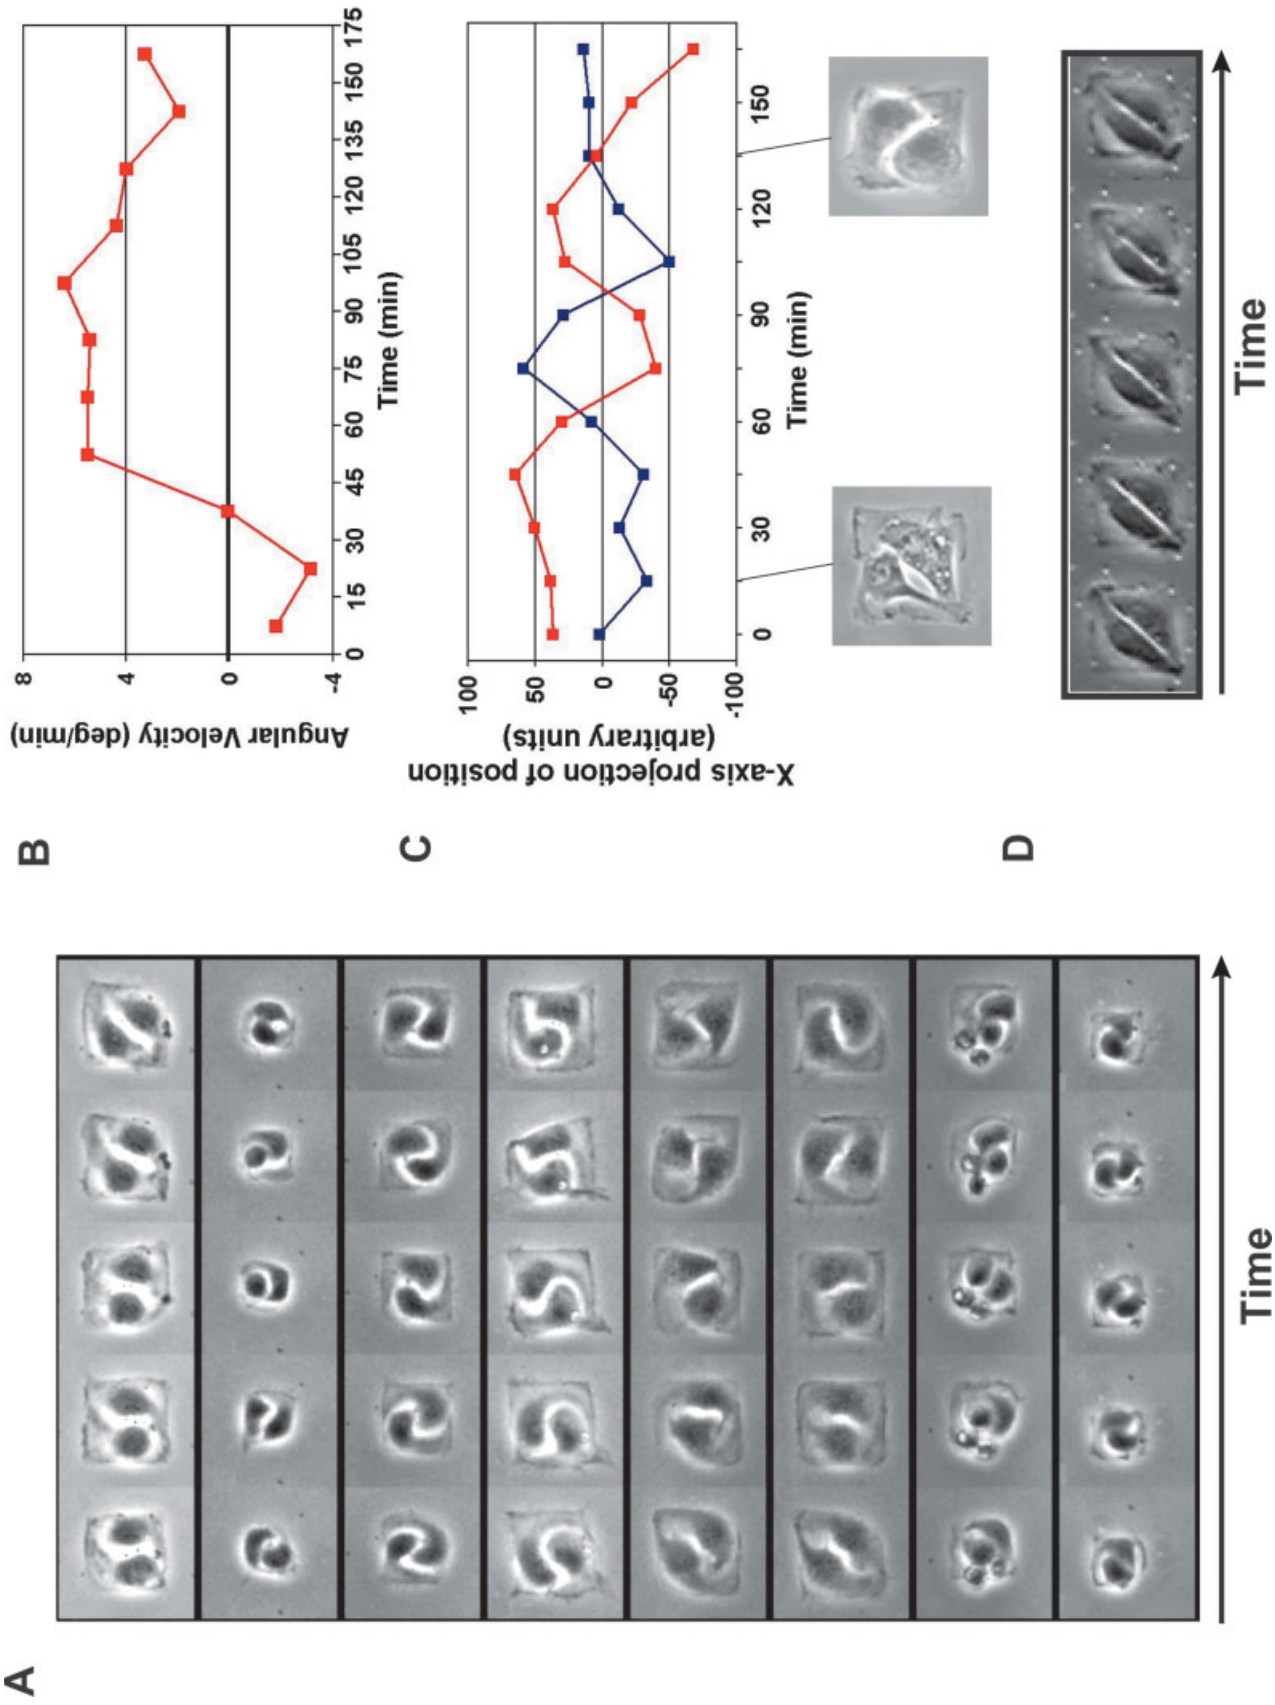 A
Time
B
Angular Velocity (deg/min)
8
4
0
-4
0 15 30 45 60 75 90 105 120 135 150 175
Time (min)
C
X-axis projection of position
(arbitrary units)
100
50
0
-50
-100
0 30 60 90 120 150
Time (min)
D
Time